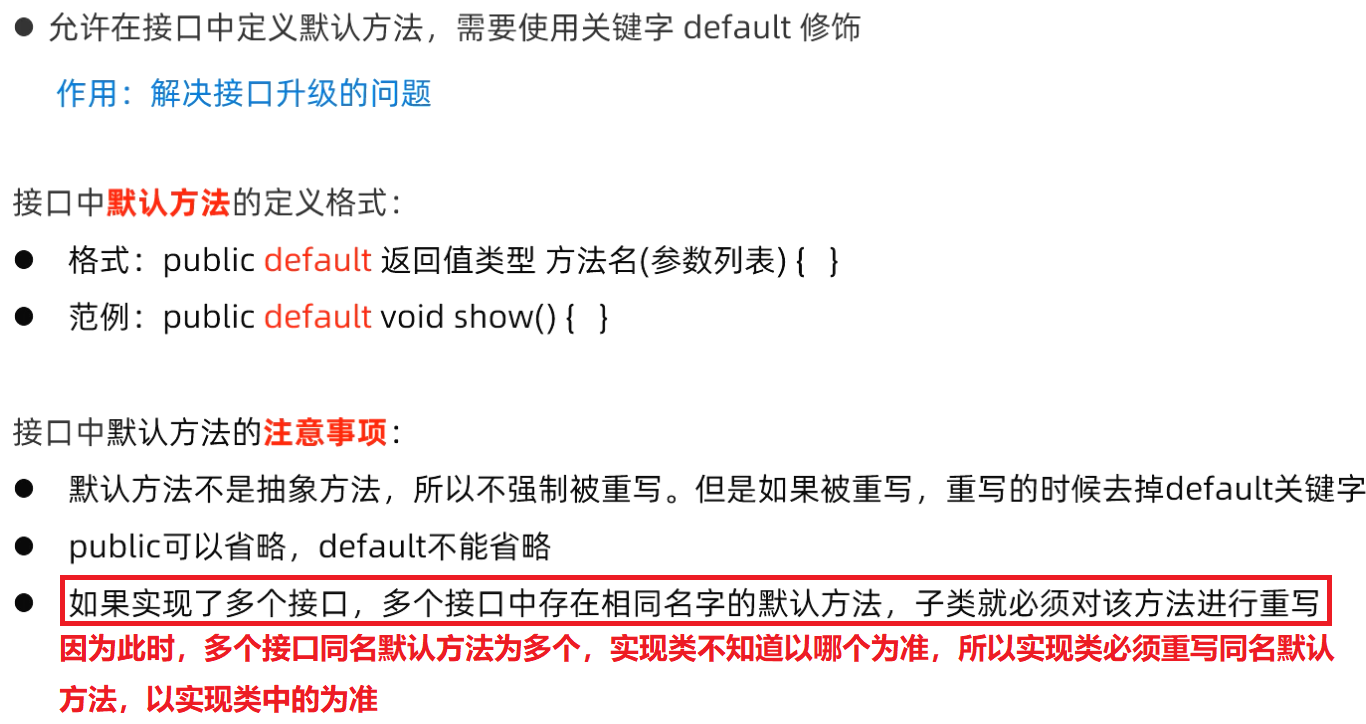 ● 允许在接口中定义默认方法，需要使用关键字 default 修饰
作用：解决接口升级的问题
接口中默认方法的定义格式：
● 格式：public default 返回值类型 方法名(参数列表) { }
● 范例：public default void show() { }
接口中默认方法的注意事项：
● 默认方法不是抽象方法，所以不强制被重写。但是如果被重写，重写的时候去掉default关键字
● public可以省略，default不能省略
● 如果实现了多个接口，多个接口中存在相同名字的默认方法，子类就必须对该方法进行重写
因为此时，多个接口同名默认方法为多个，实现类不知道以哪个为准，所以实现类必须重写同名默认
方法，以实现类中的为准